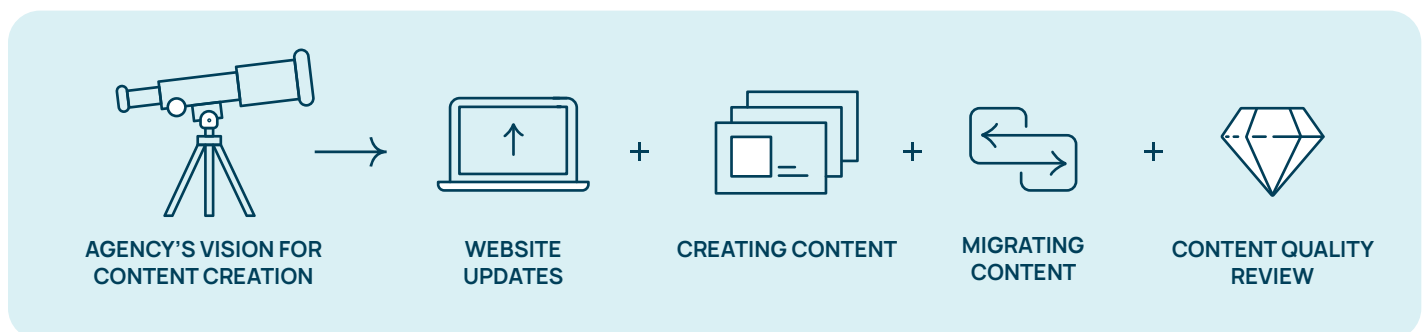 AGENCY'S VISION FOR
CONTENT CREATION
WEBSITE
UPDATES
+
CREATING CONTENT
+
MIGRATING
CONTENT
+
CONTENT QUALITY
REVIEW